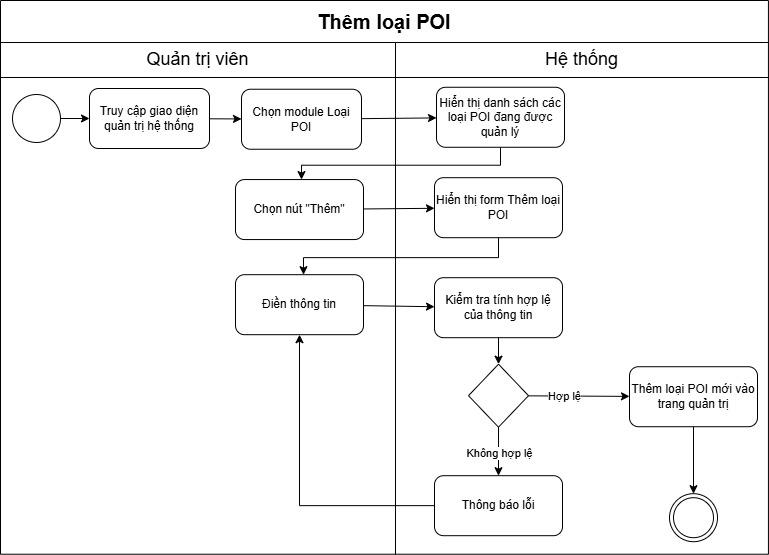 Thêm loại POI
Quản trị viên
Hệ thống
Truy cập giao diện
quản trị hệ thống
Chọn module Loại
POI
Hiển thị danh sách các
loại POI đang được
quản lý
Chọn nút "Thêm"
Hiển thị form Thêm loại
POI
Điền thông tin
Kiểm tra tính hợp lệ
của thông tin
Hợp lệ
Thêm loại POI mới vào
trang quản trị
Không hợp lệ
Thông báo lỗi